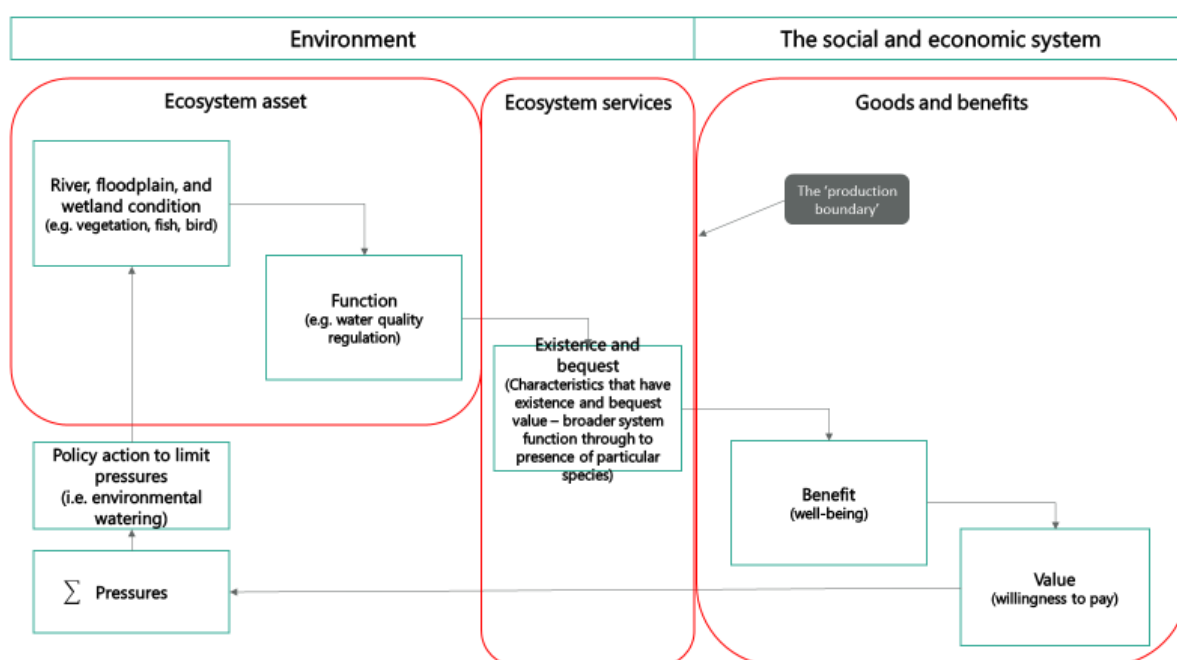 Environment
The social and economic system
Ecosystem asset
Ecosystem services
Goods and benefits
River, floodplain, and
wetland condition
(e.g. vegetation, fish, bird)
The ‘production
boundary’
Function
(e.g. water quality
regulation)
Existence and
bequest
(Characteristics that have
existence and bequest
value – broader system
function through to
presence of particular
species)
Policy action to limit
pressures
(i.e. environmental
watering)
Benefit
(well-being)
∑ Pressures
Value
(willingness to pay)